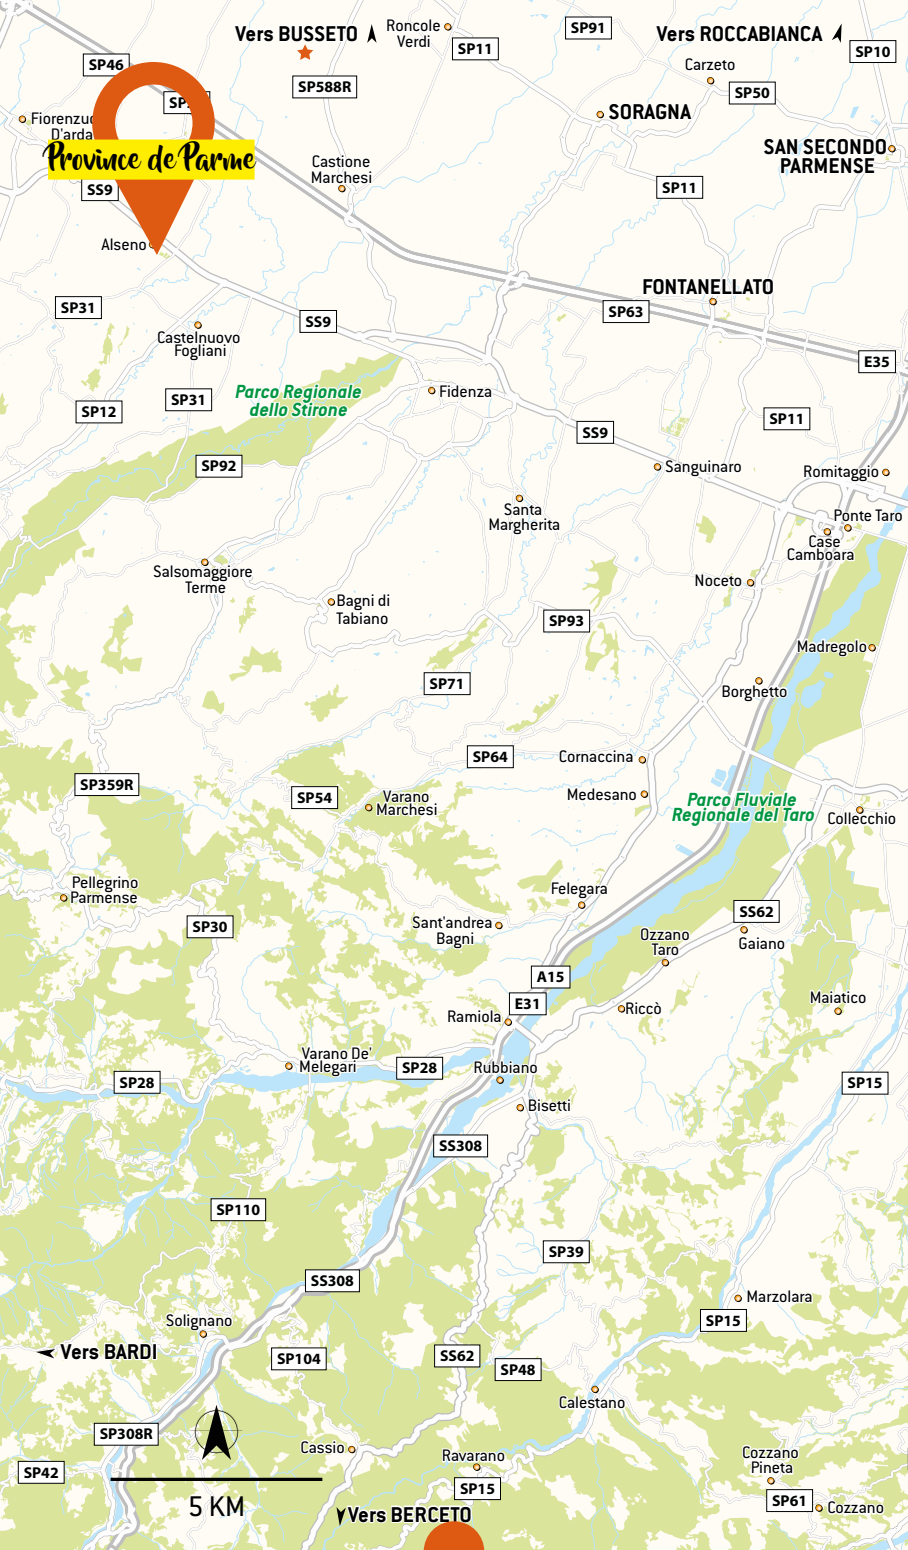 Vers BUSSETO
Roncole
Verdi
SP91
Vers ROCCABIANCA
SP10
SP11
SP46
SP588R
Carzeto
SP50
Fiorenzuo
D'arda
SORAGNA
Province de Parme
Castione
Marchesi
SAN SECONDO
PARMENSE
SS9
SP11
Alseno
FONTANELLATO
SP31
SS9
SP63
Castelnuovo
Fogliani
E35
Parco Regionale
dello Stirone
Fidenza
SP31
SP12
SP11
SS9
SP92
Sanguinaro
Romitaggio
Santa
Margherita
Ponte Taro
Case
Camboara
Salsomaggiore
Terme
Noceto
Bagni di
Tabiano
SP93
Madregolo
SP71
Borghetto
SP64
Cornaccina
SP359R
SP54
Varano
Marchesi
Medesano
Parco Fluviale
Regionale del Taro
Collecchio
Pellegrino
Parmense
Felegara
SP30
Sant'andrea
Bagni
SS62
Ozzano
Taro
Gaiano
A15
E31
Ramiola
Riccò
Maiatico
Varano De'
Melegari
SP28
Rubbiano
SP28
SP15
Bisetti
SS308
SP110
SP39
SS308
Marzolara
Solignano
SP15
Vers BARDI
SP104
SS62
SP48
Calestano
SP308R
Cassio
Ravarano
Cozzano
Pineta
SP42
SP15
SP61
Cozzano
5 KM
Vers BERCETO